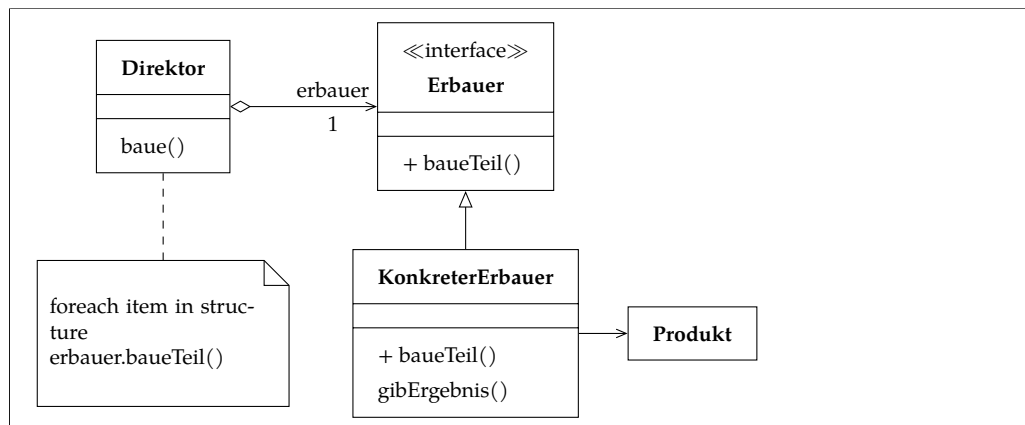 Direktor
baue()
erbauer
1
≪interface≫
Erbauer
+ baueTeil()
foreach item in struc-
ture
erbauer.baueTeil()
KonkreterErbauer
+ baueTeil()
gibErgebnis()
Produkt